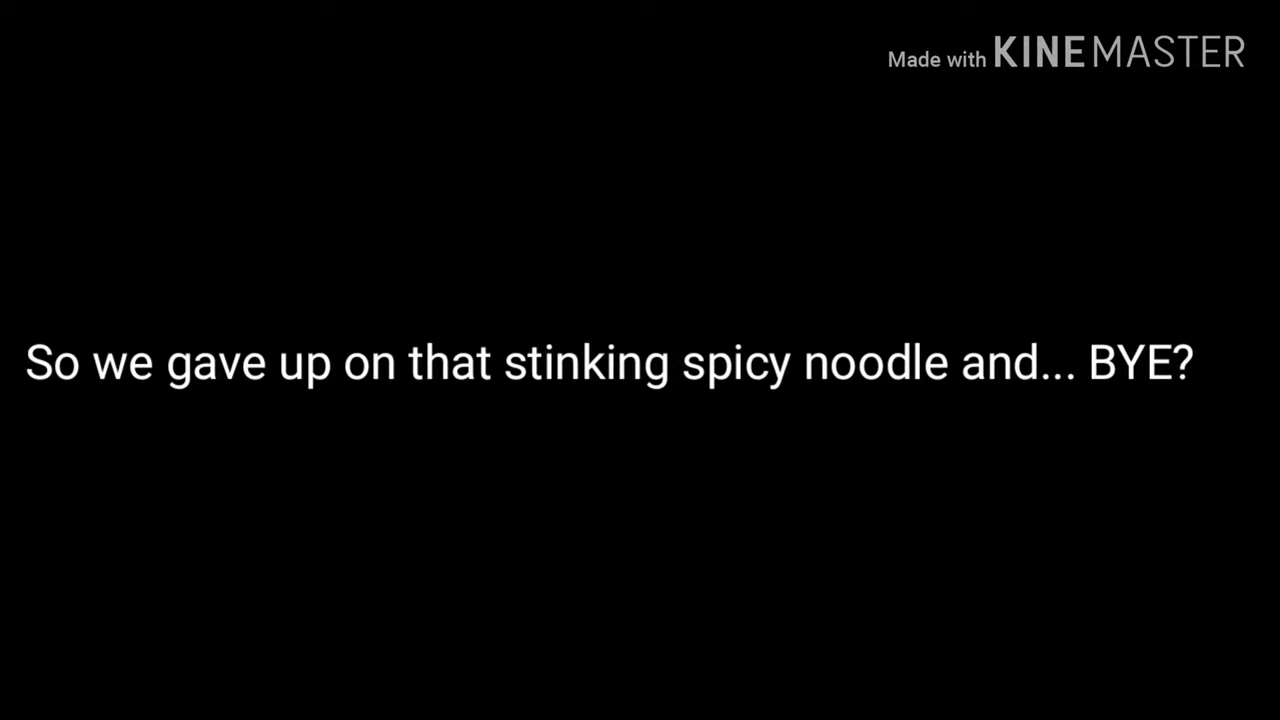 Made with KINEMASTER
So we gave up on that stinking spicy noodle and... BYE?